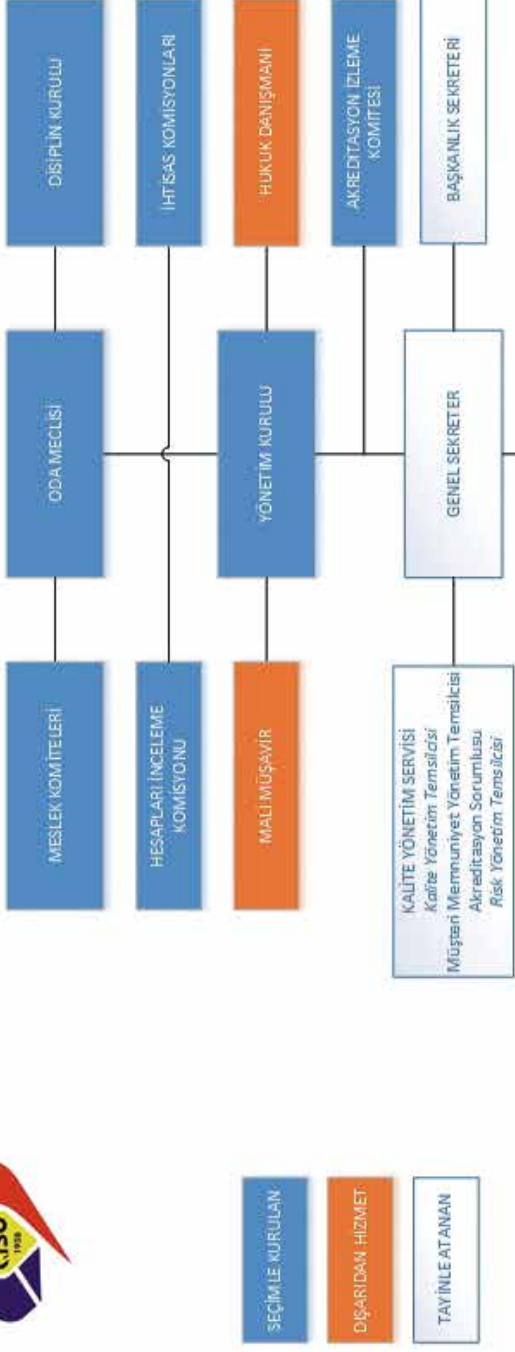 MESLEK KOMİTELERİ
ODA MECLİSİ
DİSİPLİN KURULU
HESAPLARI İNCELEME
KOMİSYONU
İHTİSAS KOMİSYONLARI
MALİ MÜŞAVİR
YÖNETİM KURULU
HUKUK DANIŞMANI
AKREDİTASYON İZLEME
KOMİTESİ
KALİTE YÖNETİM SERVİSİ
Kalite Yönetim Temsilcisi
Müşteri Memnuniyet Yönetim Temsilcisi
Akreditasyon Sorumlusu
Risk Yönetim Temsilcisi
GENEL SEKRETER
BAŞKANLIK SEKRETERİ
SEÇİMLE KURULAN
DIŞARIDAN HİZMET
TAYİNLE ATANAN